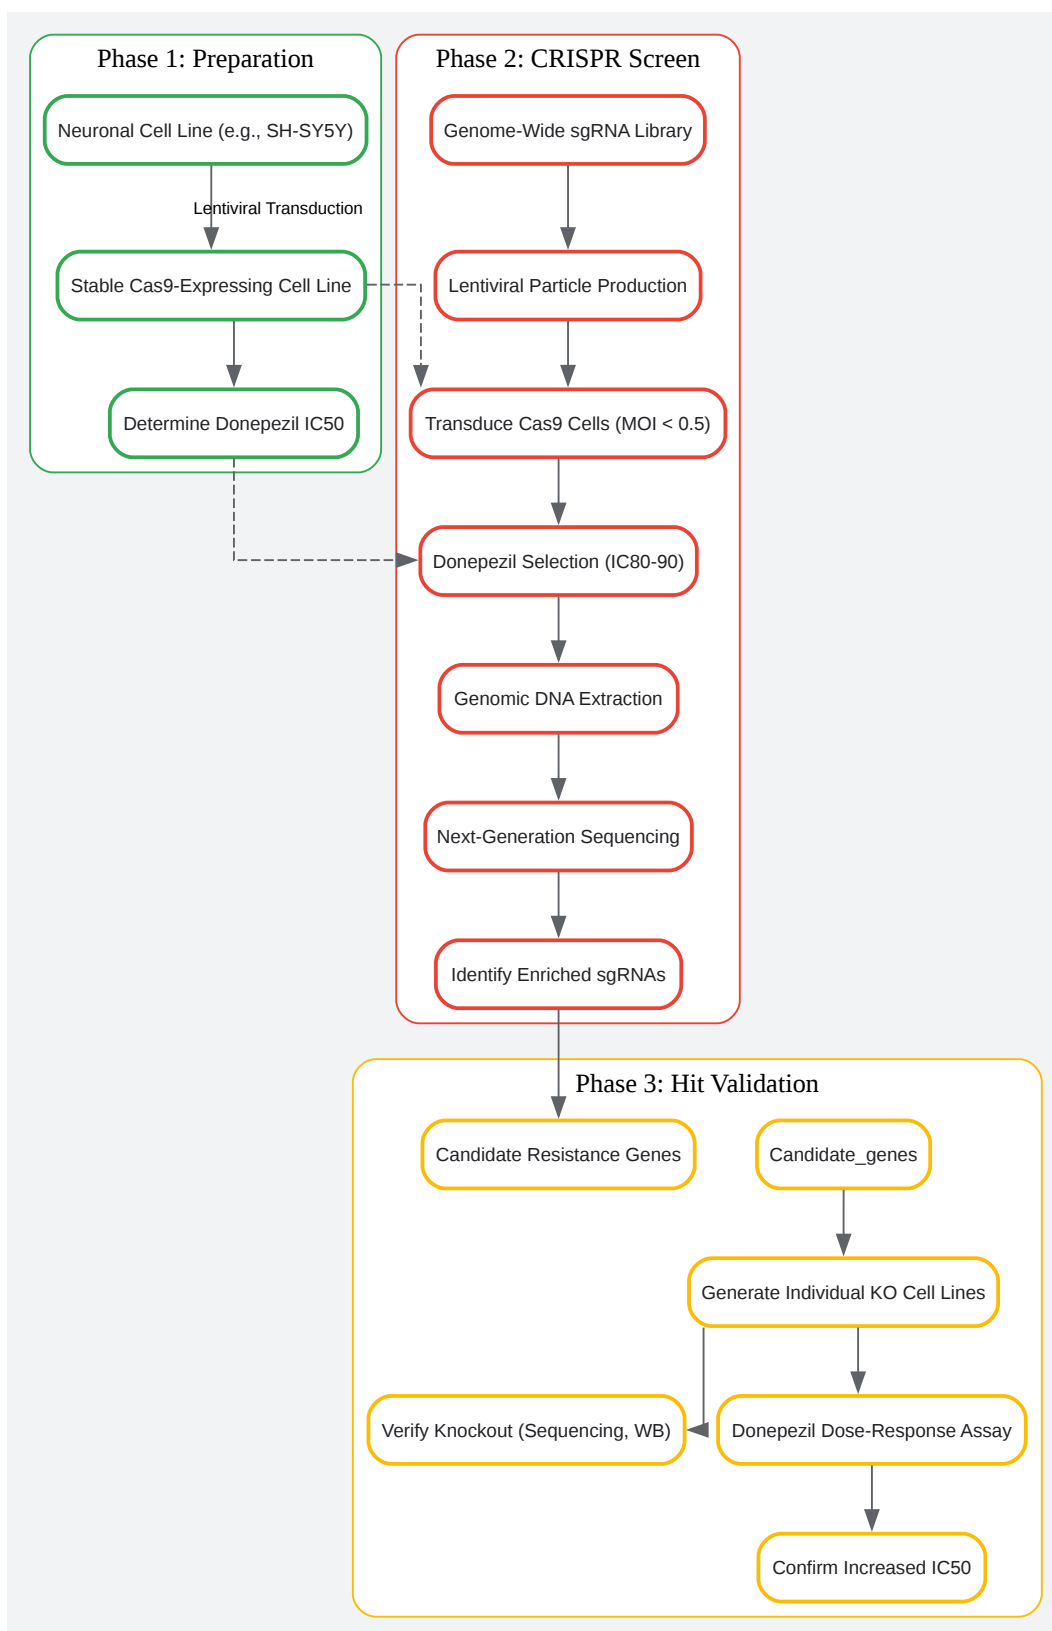 Phase 1: Preparation
Neuronal Cell Line (e.g., SH-SY5Y)
Lentiviral Transduction
Stable Cas9-Expressing Cell Line
Determine Donepezil IC50
Phase 2: CRISPR Screen
Genome-Wide sgRNA Library
Lentiviral Particle Production
Transduce Cas9 Cells (MOI < 0.5)
Donepezil Selection (IC80-90)
Genomic DNA Extraction
Next-Generation Sequencing
Identify Enriched sgRNAs
Phase 3: Hit Validation
Candidate Resistance Genes
Candidate_genes
Generate Individual KO Cell Lines
Verify Knockout (Sequencing, WB)
Donepezil Dose-Response Assay
Confirm Increased IC50